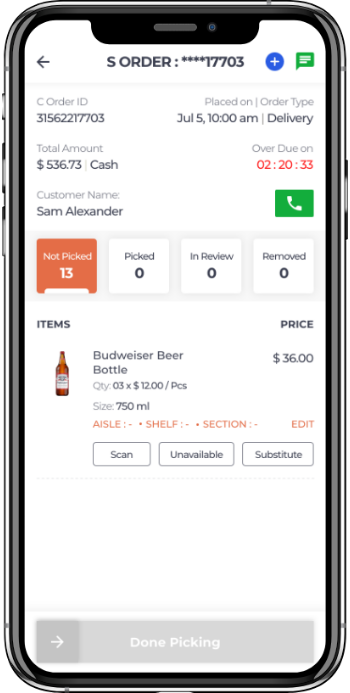 S ORDER : ****17703
C Order ID
Placed on | Order Type
31562217703
Jul 5, 10:00 am | Delivery
Total Amount
Over Due on
$ 536.73 | Cash
02 : 20 : 33
Customer Name:
Sam Alexander
Not Picked
13
Picked
0
In Review
0
Removed
0
ITEMS
PRICE
Budweiser Beer
Bottle
$ 36.00
Qty: 03 x $ 12.00 / Pcs
Size: 750 ml
AISLE : - • SHELF : - • SECTION : -
EDIT
Scan
Unavailable
Substitute
Done Picking